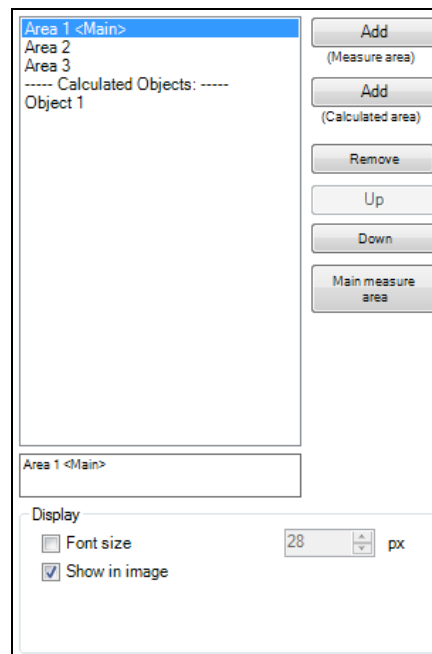 Area 1 <Main>
Area 2
Area 3
----- Calculated Objects: -----
Object 1
Add
(Measure area)
Add
(Calculated area)
Remove
Up
Down
Main measure
area
Area 1 <Main>
Display
Font size
28
px
Show in image